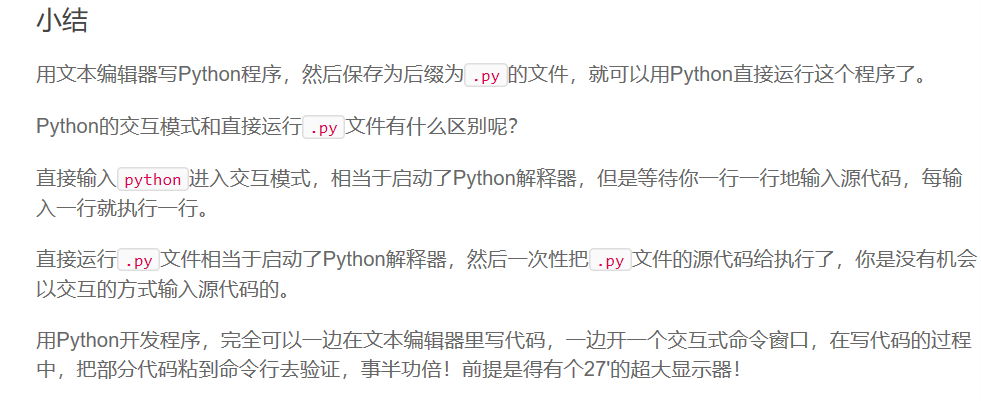 小结
用文本编辑器写Python程序，然后保存为后缀为.py的文件，就可以用Python直接运行这个程序了。
Python的交互模式和直接运行.py文件有什么区别呢？
直接输入python进入交互模式，相当于启动了Python解释器，但是等待你一行一行地输入源代码，每输
入一行就执行一行。
直接运行.py文件相当于启动了Python解释器，然后一次性把.py文件的源代码给执行了，你是没有机会
以交互的方式输入源代码的。
用Python开发程序，完全可以一边在文本编辑器里写代码，一边开一个交互式命令窗口，在写代码的过程
中，把部分代码粘到命令行去验证，事半功倍！前提是得有个27'的超大显示器！